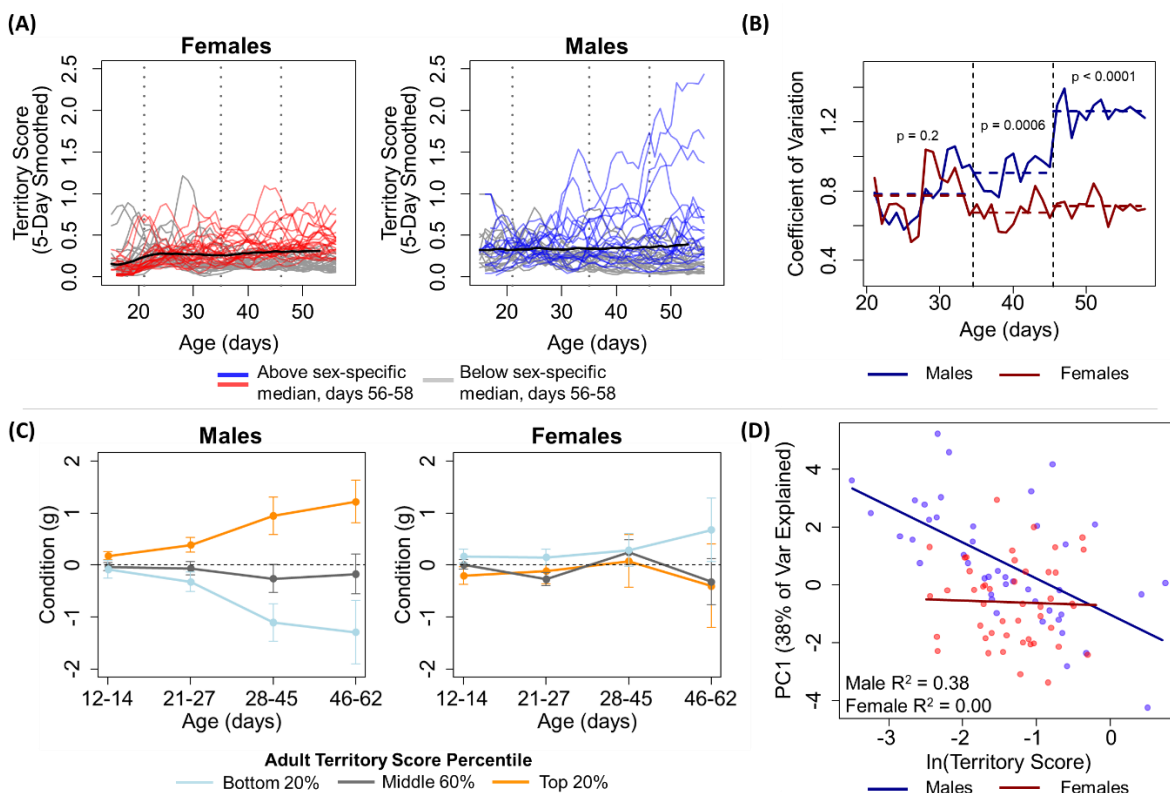 (A)
Females
Territory Score
(5-Day Smoothed)
2.5
2.0
1.5
1.0
0.5
0.0
20 30 40 50
Age (days)
Males
Territory Score
(5-Day Smoothed)
2.5
2.0
1.5
1.0
0.5
0.0
20 30 40 50
Age (days)
Above sex-specific
median, days 56-58
Below sex-specific
median, days 56-58
(B)
Coefficient of Variation
1.2
0.8
0.4
p = 0.2
p = 0.0006
p < 0.0001
20 30 40 50
Age (days)
Males Females
(C)
Males
Condition (g)
2
1
0
-1
-2
12-14 21-27 28-45 46-62
Age (days)
Females
Condition (g)
2
1
0
-1
-2
12-14 21-27 28-45 46-62
Age (days)
Adult Territory Score Percentile
Bottom 20% Middle 60% Top 20%
(D)
PC1 (38% of Var Explained)
4
2
0
-2
-4
Male R² = 0.38
Female R² = 0.00
-3 -2 -1 0
ln(Territory Score)
Males Females